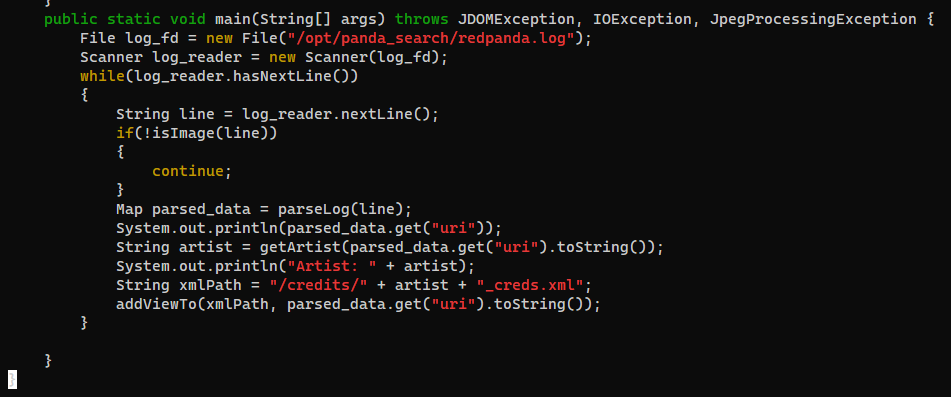 }
public static void main(String[] args) throws JDOMException, IOException, JpegProcessingException {
File log_fd = new File("/opt/panda_search/redpanda.log");
Scanner log_reader = new Scanner(log_fd);
while(log_reader.hasNextLine())
{
String line = log_reader.nextLine();
if(!isImage(line))
{
continue;
}
Map parsed_data = parseLog(line);
System.out.println(parsed_data.get("uri"));
String artist = getArtist(parsed_data.get("uri").toString());
System.out.println("Artist: " + artist);
String xmlPath = "/credits/" + artist + "_creds.xml";
addViewTo(xmlPath, parsed_data.get("uri").toString());
}
}